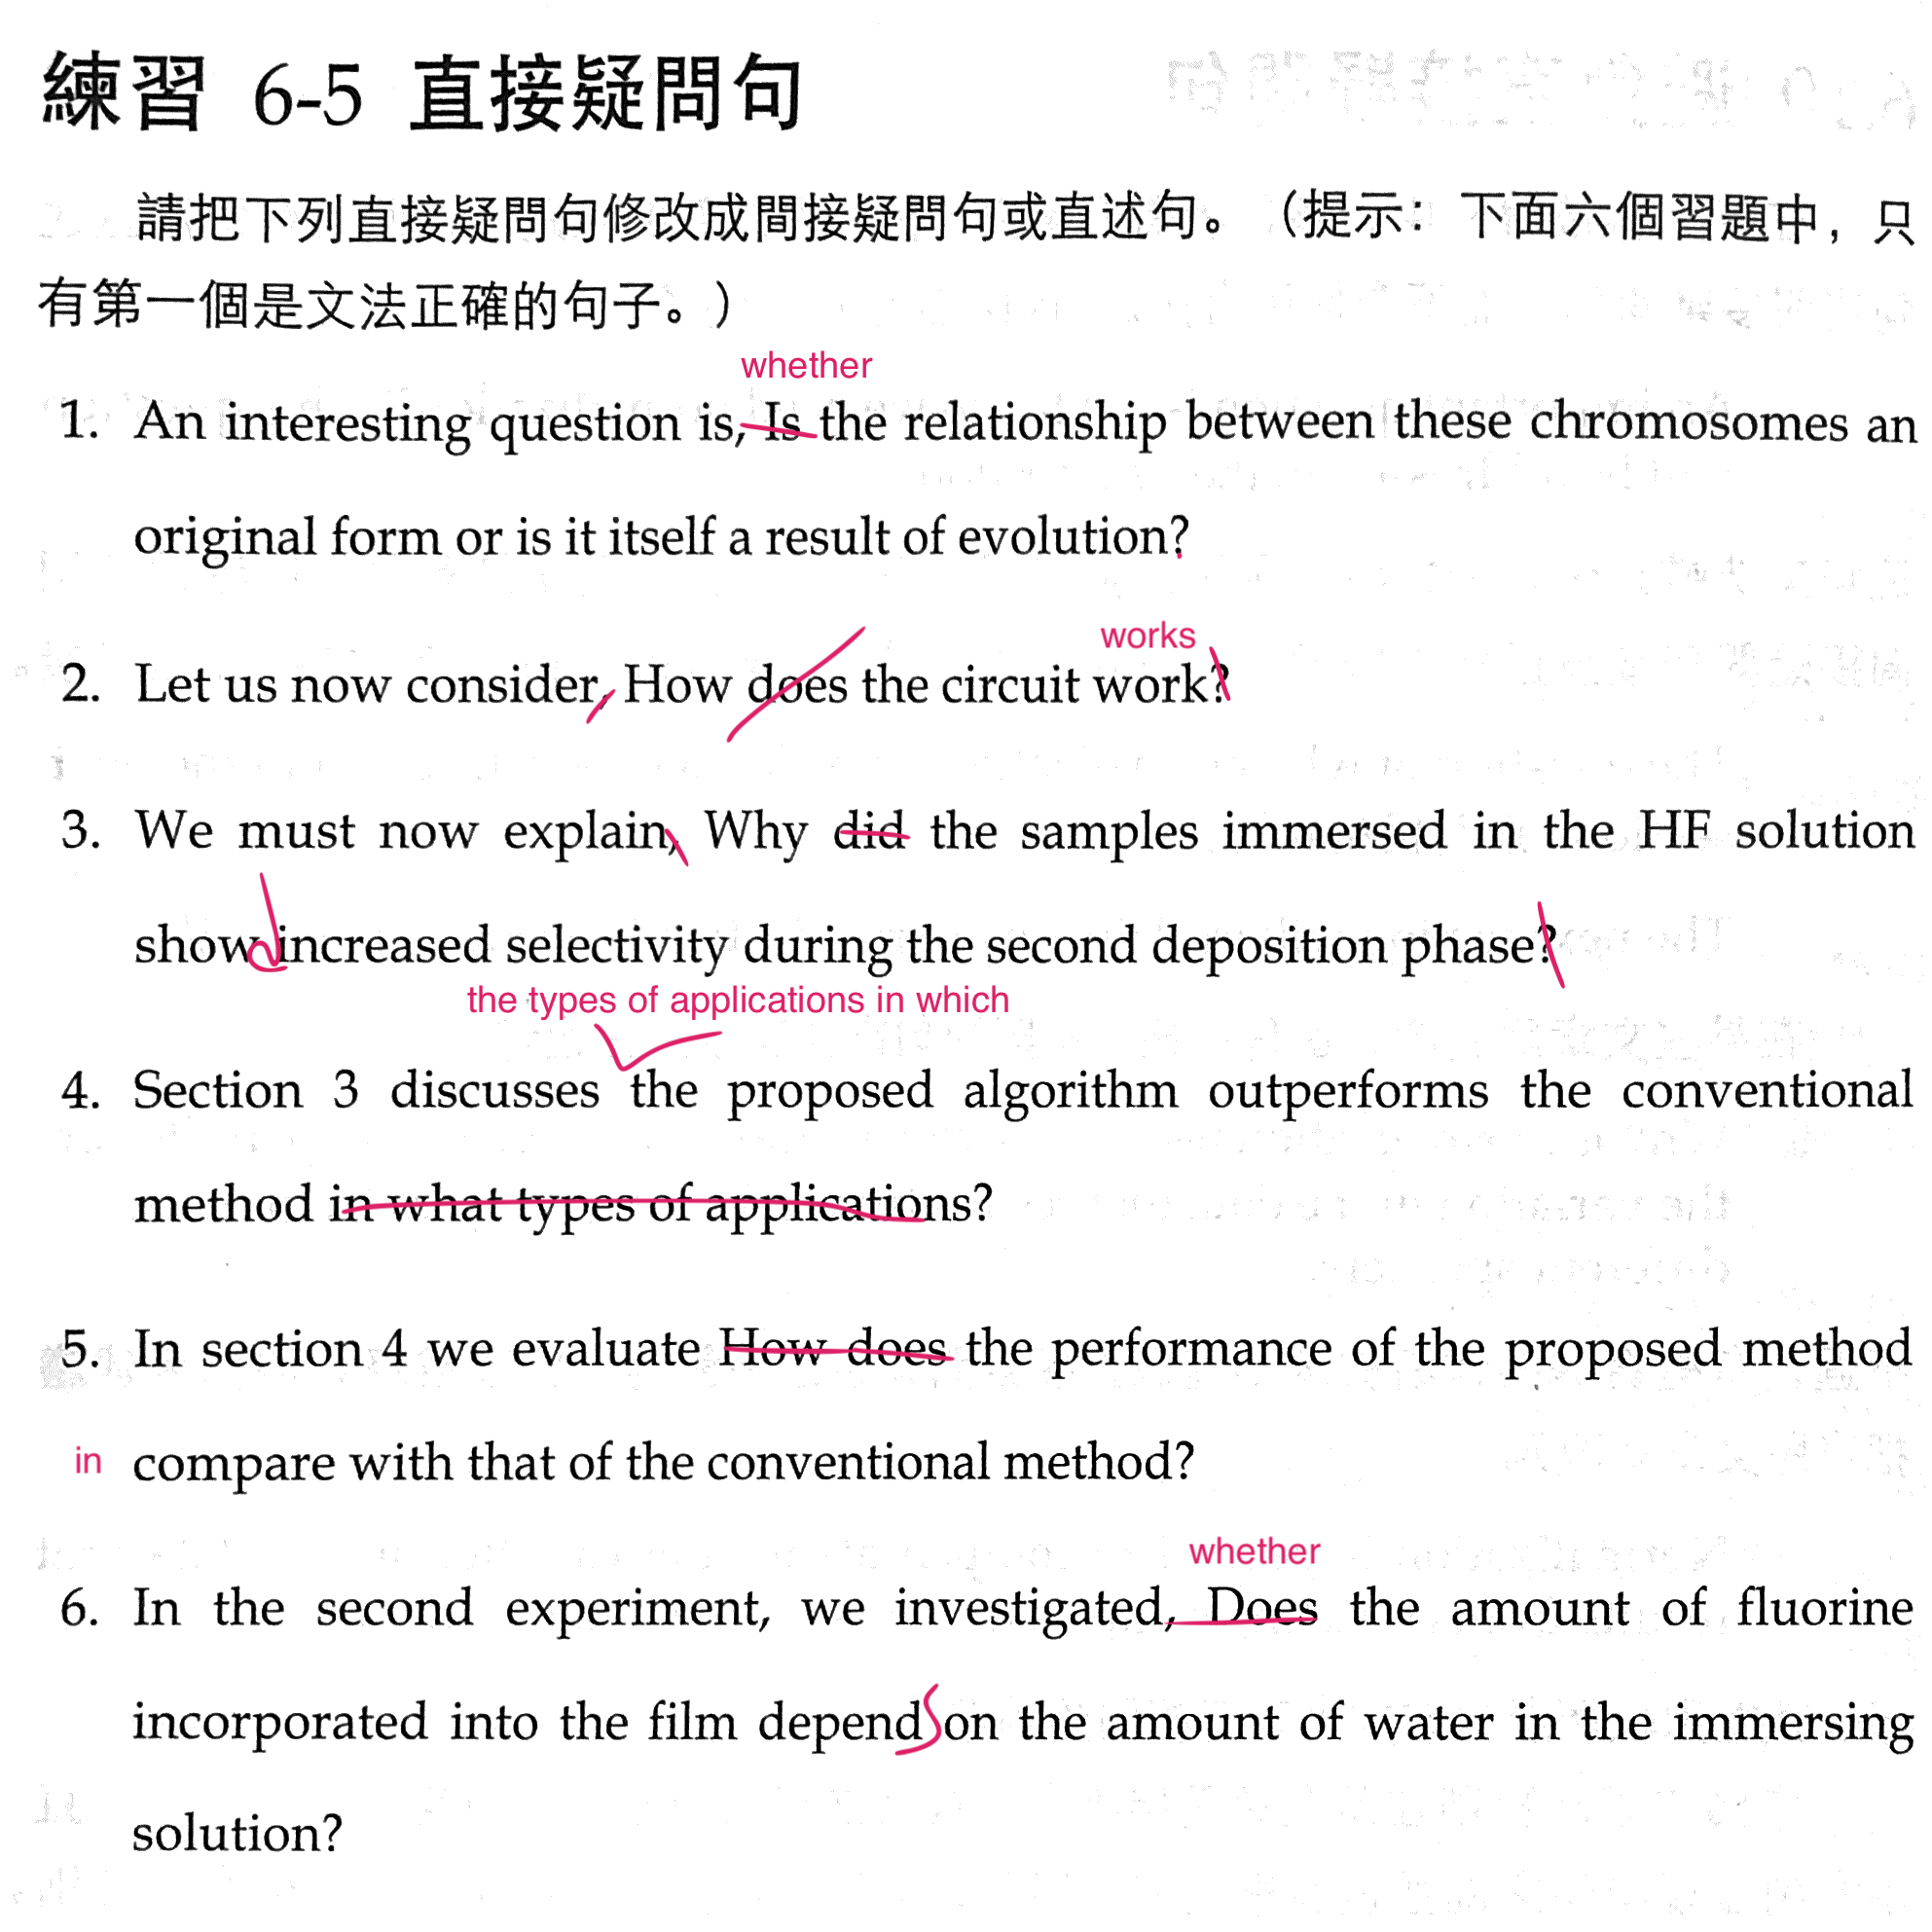 練習 6-5 直接疑問句
請把下列直接疑問句修改成間接疑問句或直述句。（提示：下面六個習題中，只
有第一個是文法正確的句子。）
whether
1. An interesting question is, Is the relationship between these chromosomes an
original form or is it itself a result of evolution?
works
2. Let us now consider, How does the circuit work?
3. We must now explain, Why did the samples immersed in the HF solution
show increased selectivity during the second deposition phase?
the types of applications in which
4. Section 3 discusses the proposed algorithm outperforms the conventional
method in what types of applications?
5. In section 4 we evaluate How does the performance of the proposed method
in compare with that of the conventional method?
whether
6. In the second experiment, we investigated, Does the amount of fluorine
incorporated into the film depends on the amount of water in the immersing
solution?